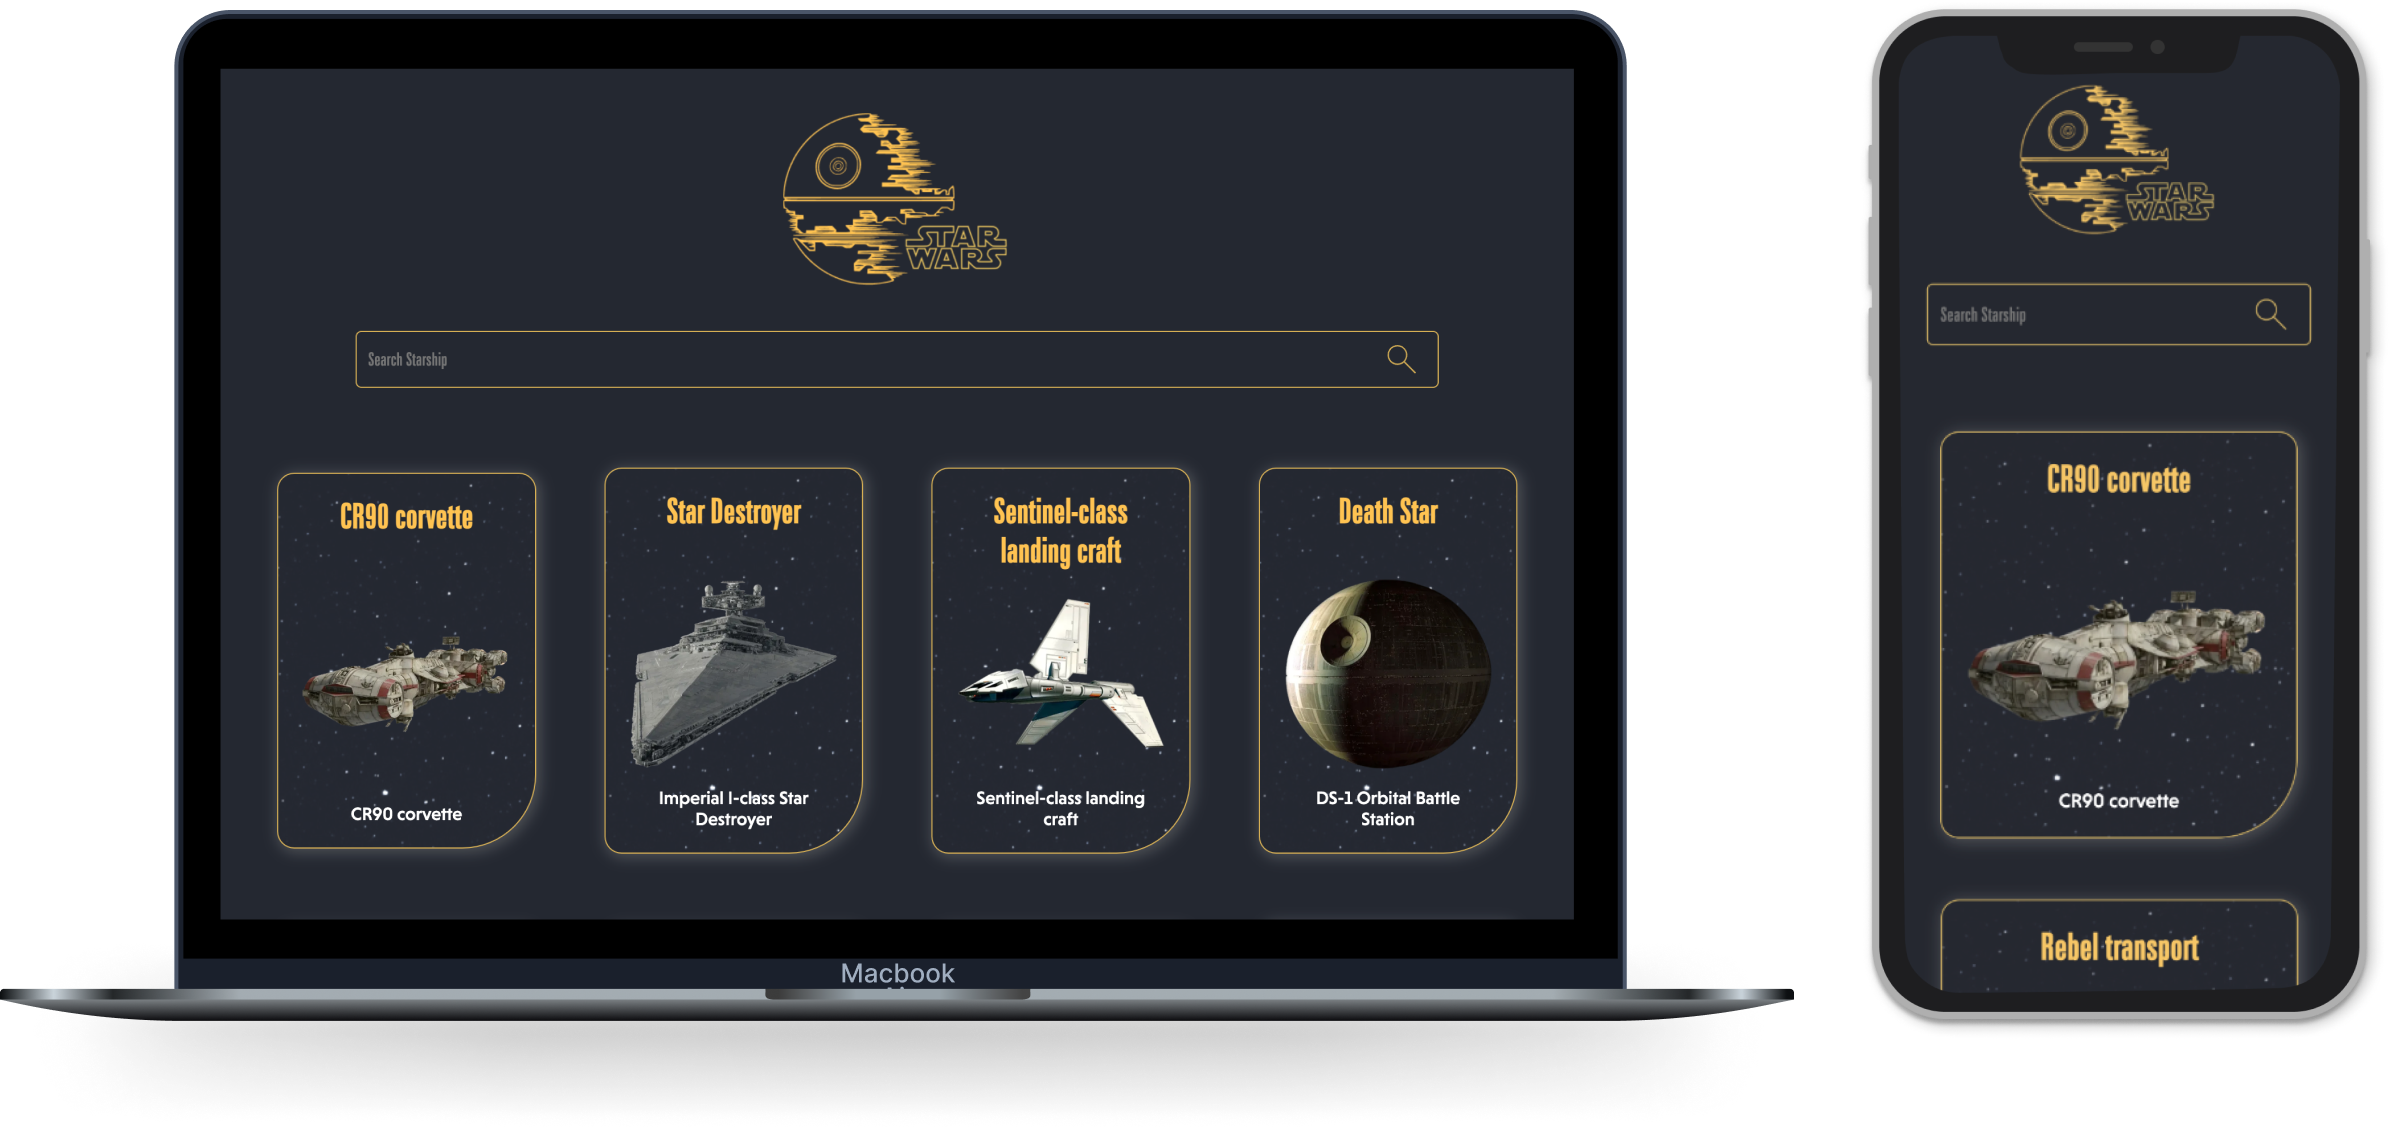 STAR
WARS
Search Starship
CR90 corvette
CR90 corvette
Star Destroyer
Imperial I-class Star
Destroyer
Sentinel-class
landing craft
Sentinel-class landing
craft
Death Star
DS-1 Orbital Battle
Station
Macbook
STAR
WARS
Search Starship
CR90 corvette
CR90 corvette
Rebel transport